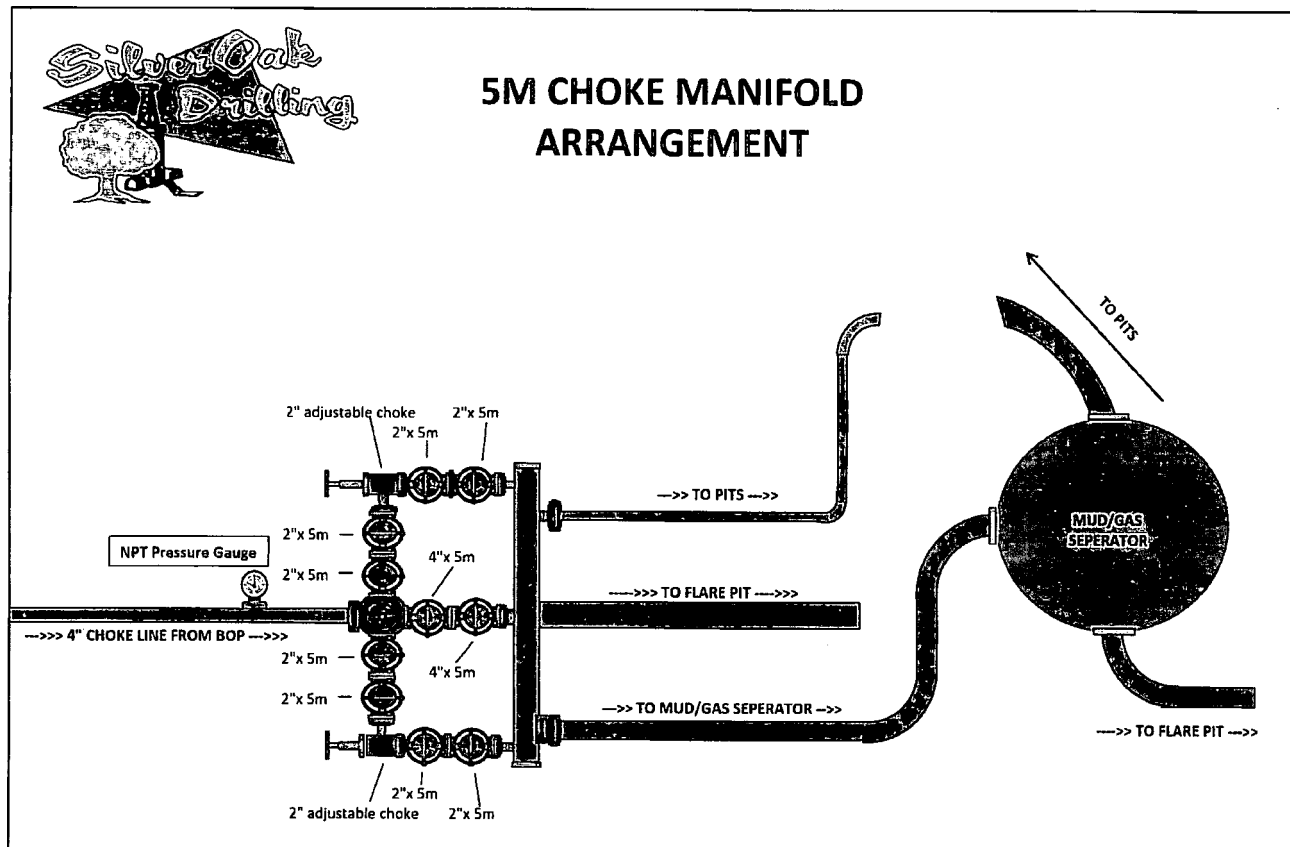 SilverOak
Drilling
5M CHOKE MANIFOLD
ARRANGEMENT
TO PITS
2" adjustable choke
2"x 5m
2"x 5m
--->> TO PITS --->>
MUD/GAS
SEPERATOR
2"x 5m
NPT Pressure Gauge
2"x 5m
4"x 5m
----->>> TO FLARE PIT ---->>>
--->>> 4" CHOKE LINE FROM BOP --->>>
2"x 5m
4"x 5m
2"x 5m
---->> TO MUD/GAS SEPERATOR -->>
---->> TO FLARE PIT --->>
2"x 5m
2" adjustable choke
2"x 5m